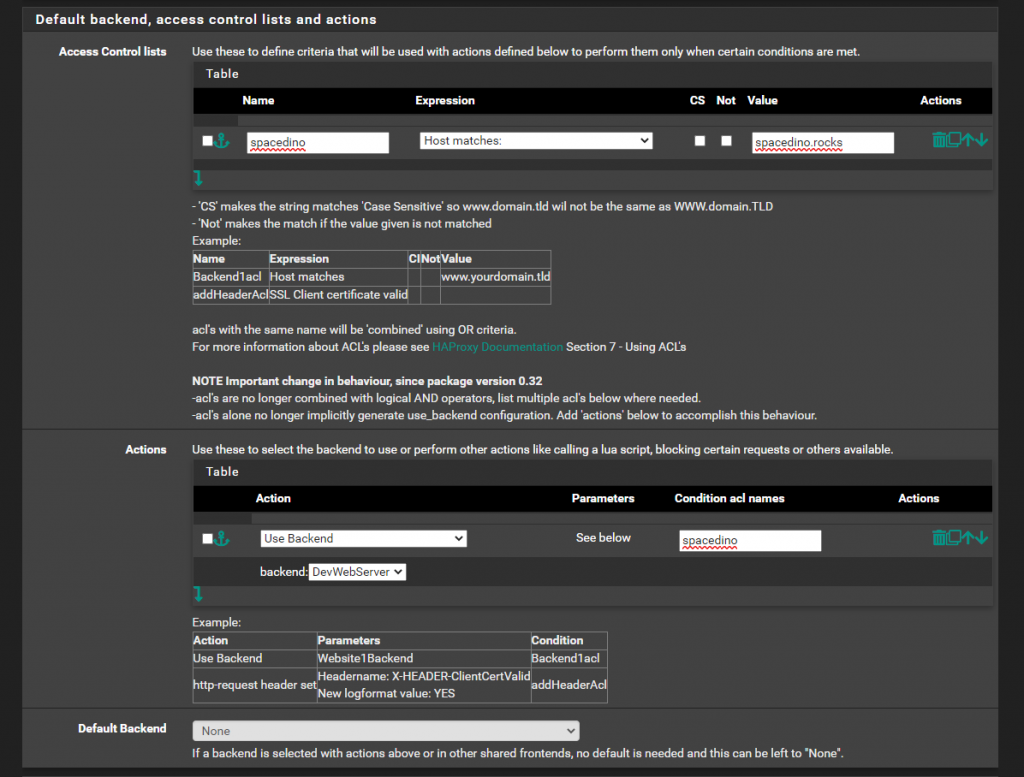 Default backend, access control lists and actions
Access Control lists
Use these to define criteria that will be used with actions defined below to perform them only when certain conditions are met.
Table
Name Expression CS Not Value Actions
spacedino Host matches: spacedino.rocks
- 'CS' makes the string matches 'Case Sensitive' so www.domain.tld wil not be the same as WWW.domain.TLD
- 'Not' makes the match if the value given is not matched
Example:
Name Expression CI Not Value
Backend1acl Host matches www.yourdomain.tld
addHeaderAcl SSL Client certificate valid
acl's with the same name will be 'combined' using OR criteria.
For more information about ACL's please see HAProxy Documentation Section 7 - Using ACL's
NOTE Important change in behaviour, since package version 0.32
-acl's are no longer combined with logical AND operators, list multiple acl's below where needed.
-acl's alone no longer implicitly generate use_backend configuration. Add 'actions' below to accomplish this behaviour.
Actions
Use these to select the backend to use or perform other actions like calling a lua script, blocking certain requests or others available.
Table
Action Parameters Condition acl names Actions
Use Backend See below spacedino
backend: DevWebServer
Example:
Action Parameters Condition
Use Backend Website1Backend Backend1acl
http-request header set Headername: X-HEADER-ClientCertValid addHeaderAcl
New logformat value: YES
Default Backend
None
If a backend is selected with actions above or in other shared frontends, no default is needed and this can be left to "None".